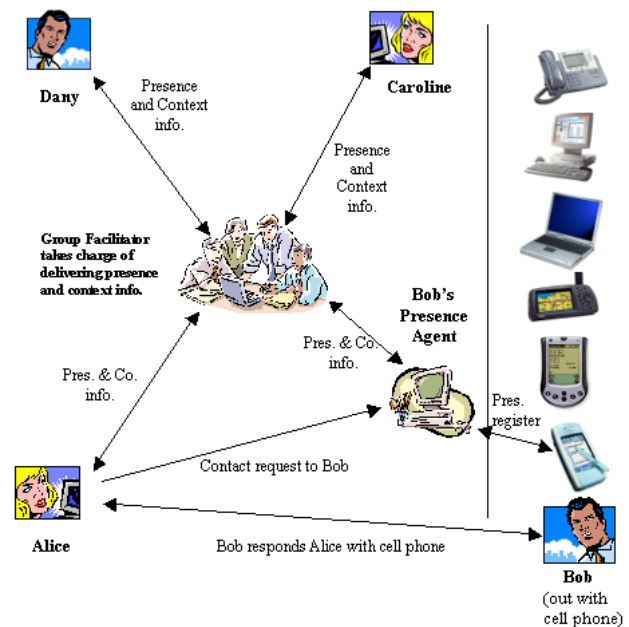 Dany
Caroline
Presence
and Context
info.
Presence
and
Context
info.
Group Facilitator
takes charge of
delivering presence
and context info.
Bob's
Presence
Agent
Pres. & Co.
info.
Pres. & Co.
info.
Pres.
register
Contact request to Bob
Alice
Bob responds Alice with cell phone
Bob
(out with
cell phone)